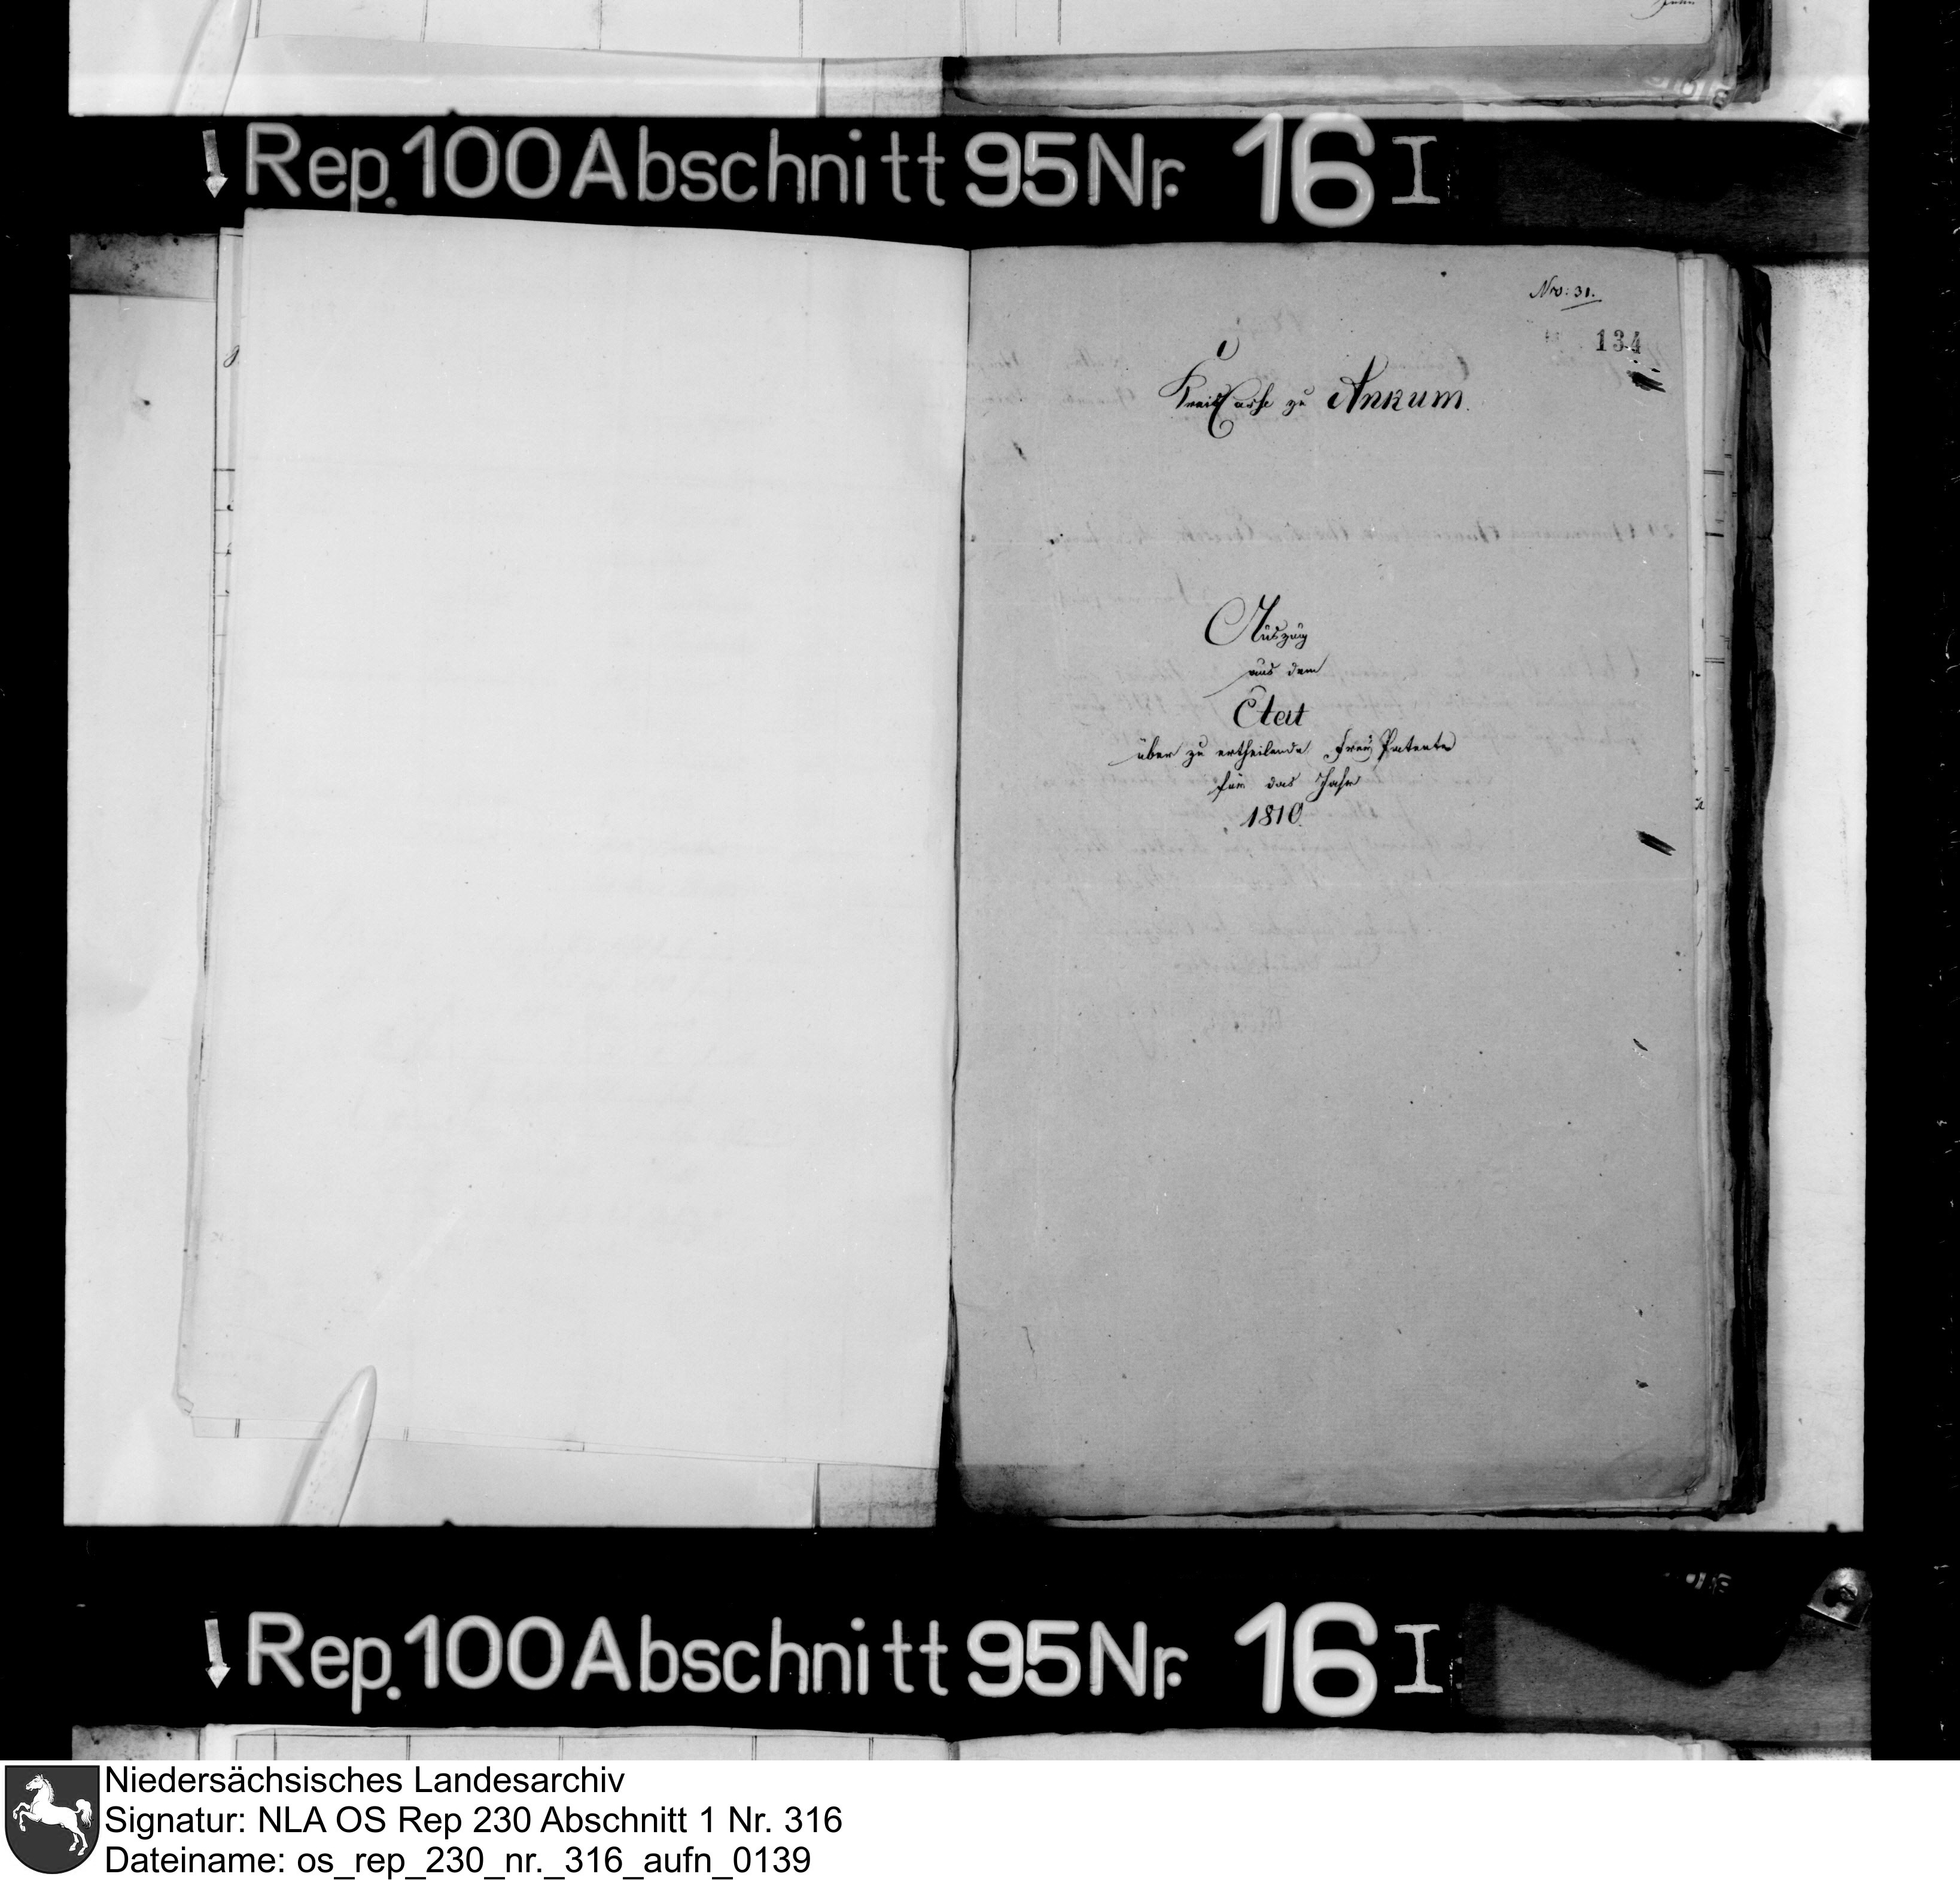 Rep. 100 Abschnitt 95 Nr. 16 I
Nro: 31.
134
Kreis Casse zu Ankum.
Auszug
aus dem
Etat
über zu ertheilende Frey Patente
für das Jahr
1810.
Rep. 100 Abschnitt 95 Nr. 16 I
Niedersächsisches Landesarchiv
Signatur: NLA OS Rep 230 Abschnitt 1 Nr. 316
Dateiname: os_rep_230_nr._316_aufn_0139